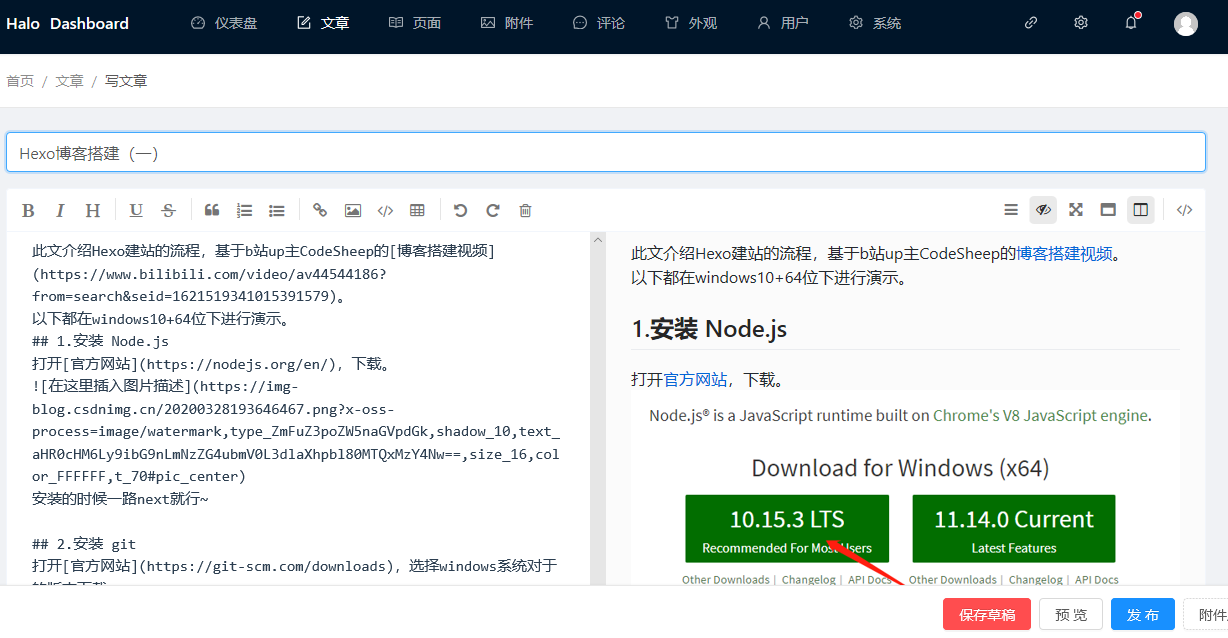 Halo Dashboard 仪表盘 文章 页面 附件 评论 外观 用户 系统
首页 / 文章 / 写文章
Hexo博客搭建（一）
此文介绍Hexo建站的流程，基于b站up主CodeSheep的[博客搭建视频]
(https://www.bilibili.com/video/av44544186?
from=search&seid=1621519341015391579)。
以下都在windows10+64位下进行演示。
## 1.安装 Node.js
打开[官方网站](https://nodejs.org/en/)，下载。
![在这里插入图片描述](https://img-
blog.csdnimg.cn/20200328193646467.png?x-oss-
process=image/watermark,type_ZmFuZ3poZW5naGVpdGk,shadow_10,text_
aHR0cHM6Ly9ibG9nLmNzZG4ubmV0L3dlaXhpbl80MTQxMzY4Nw==,size_16,col
or_FFFFFF,t_70#pic_center)
安装的时候一路next就行~
## 2.安装 git
打开[官方网站](https://git-scm.com/downloads)，选择windows系统对于
此文介绍Hexo建站的流程，基于b站up主CodeSheep的博客搭建视频。
以下都在windows10+64位下进行演示。
1.安装 Node.js
打开官方网站，下载。
Node.js® is a JavaScript runtime built on Chrome's V8 JavaScript engine.
Download for Windows (x64)
10.15.3 LTS
Recommended For Most Users
11.14.0 Current
Latest Features
Other Downloads | Changelog | API Docs
Other Downloads | Changelog | API Docs
保存草稿 预览 发布 附件